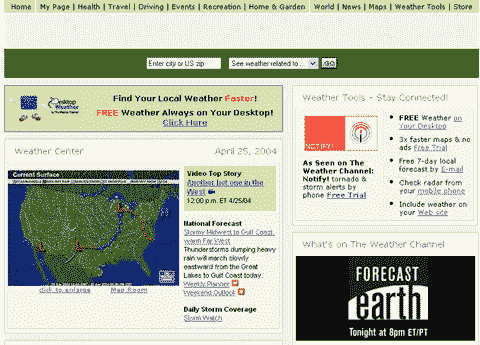 Home | My Page | Health | Travel | Driving | Events | Recreation | Home & Garden | World | News | Maps | Weather Tools | Store
Enter city or US zip
See weather related to ...
GO
Desktop Weather
Find Your Local Weather Faster!
FREE Weather Always on Your Desktop!
Click Here
Weather Center
April 25, 2004
Current Surface
click to enlarge
Map Room
Video Top Story
Another hot one in the West
12:00 p.m. ET 4/25/04
National Forecast
Stormy Midwest to Gulf Coast, warm Far West
Thunderstorms dumping heavy
rain will march slowly
eastward from the Great
Lakes to Gulf Coast today.
Weekly Planner
Weekend Outlook
Daily Storm Coverage
Storm Watch
Weather Tools - Stay Connected!
NOTIFY!
As Seen on The
Weather Channel:
Notify! tornado &
storm alerts by
phone Free Trial
FREE Weather on
Your Desktop
3x faster maps & no
ads Free Trial
Free 7-day local
forecast by E-mail
Check radar from
your mobile phone
Include weather on
your Web site
What's on The Weather Channel
FORECAST
earth
Tonight at 8pm ET/PT